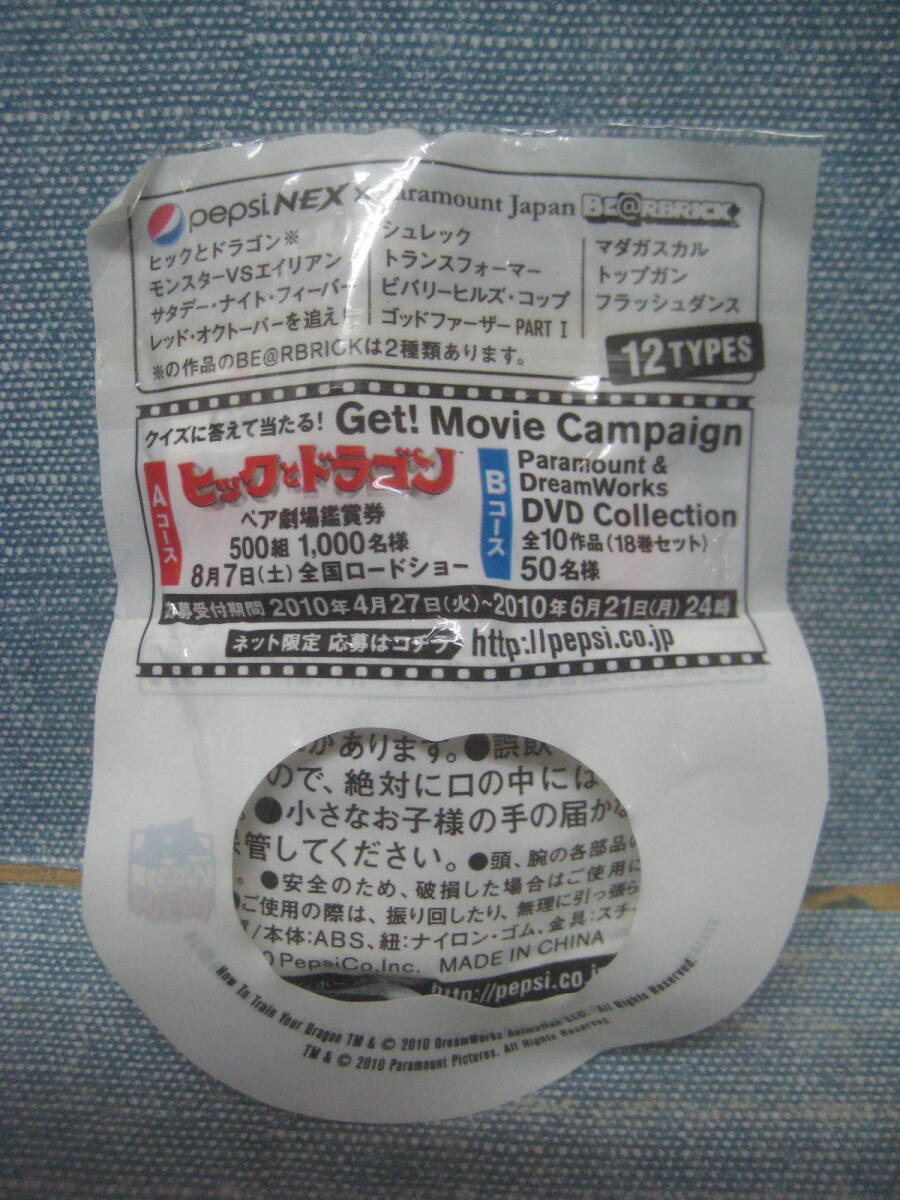 pepsi NEX × Paramount Japan BE@RBRICK
ヒックとドラゴン※
モンスターVSエイリアン
サタデー・ナイト・フィーバー
レッド・オクトーバーを追え!
シュレック
トランスフォーマー
ビバリーヒルズ・コップ
ゴッドファーザー PART I
マダガスカル
トップガン
フラッシュダンス
※の作品のBE@RBRICKは2種類あります。
12 TYPES
クイズに答えて当たる! Get! Movie Campaign
Aコース
ヒックとドラゴン™
ペア劇場鑑賞券
500組 1,000名様
8月7日(土) 全国ロードショー
Bコース
Paramount &
DreamWorks
DVD Collection
全10作品(18巻セット)
50名様
応募受付期間 2010年4月27日(火)~2010年6月21日(月) 24時
ネット限定 応募はコチラ http://pepsi.co.jp
があります。●誤飲
ので、絶対に口の中には
●小さなお子様の手の届かな
管してください。●頭、腕の各部品
●安全のため、破損した場合はご使用に
ご使用の際は、振り回したり、無理に引っ張ら
/本体:ABS、紐:ナイロン・ゴム、金具:スチー
0 PepsiCo,Inc. MADE IN CHINA
http://pepsi.co.j
How To Train Your Dragon TM & © 2010 DreamWorks Animation LLC. All Rights Reserved.
TM & © 2010 Paramount Pictures. All Rights Reserved.